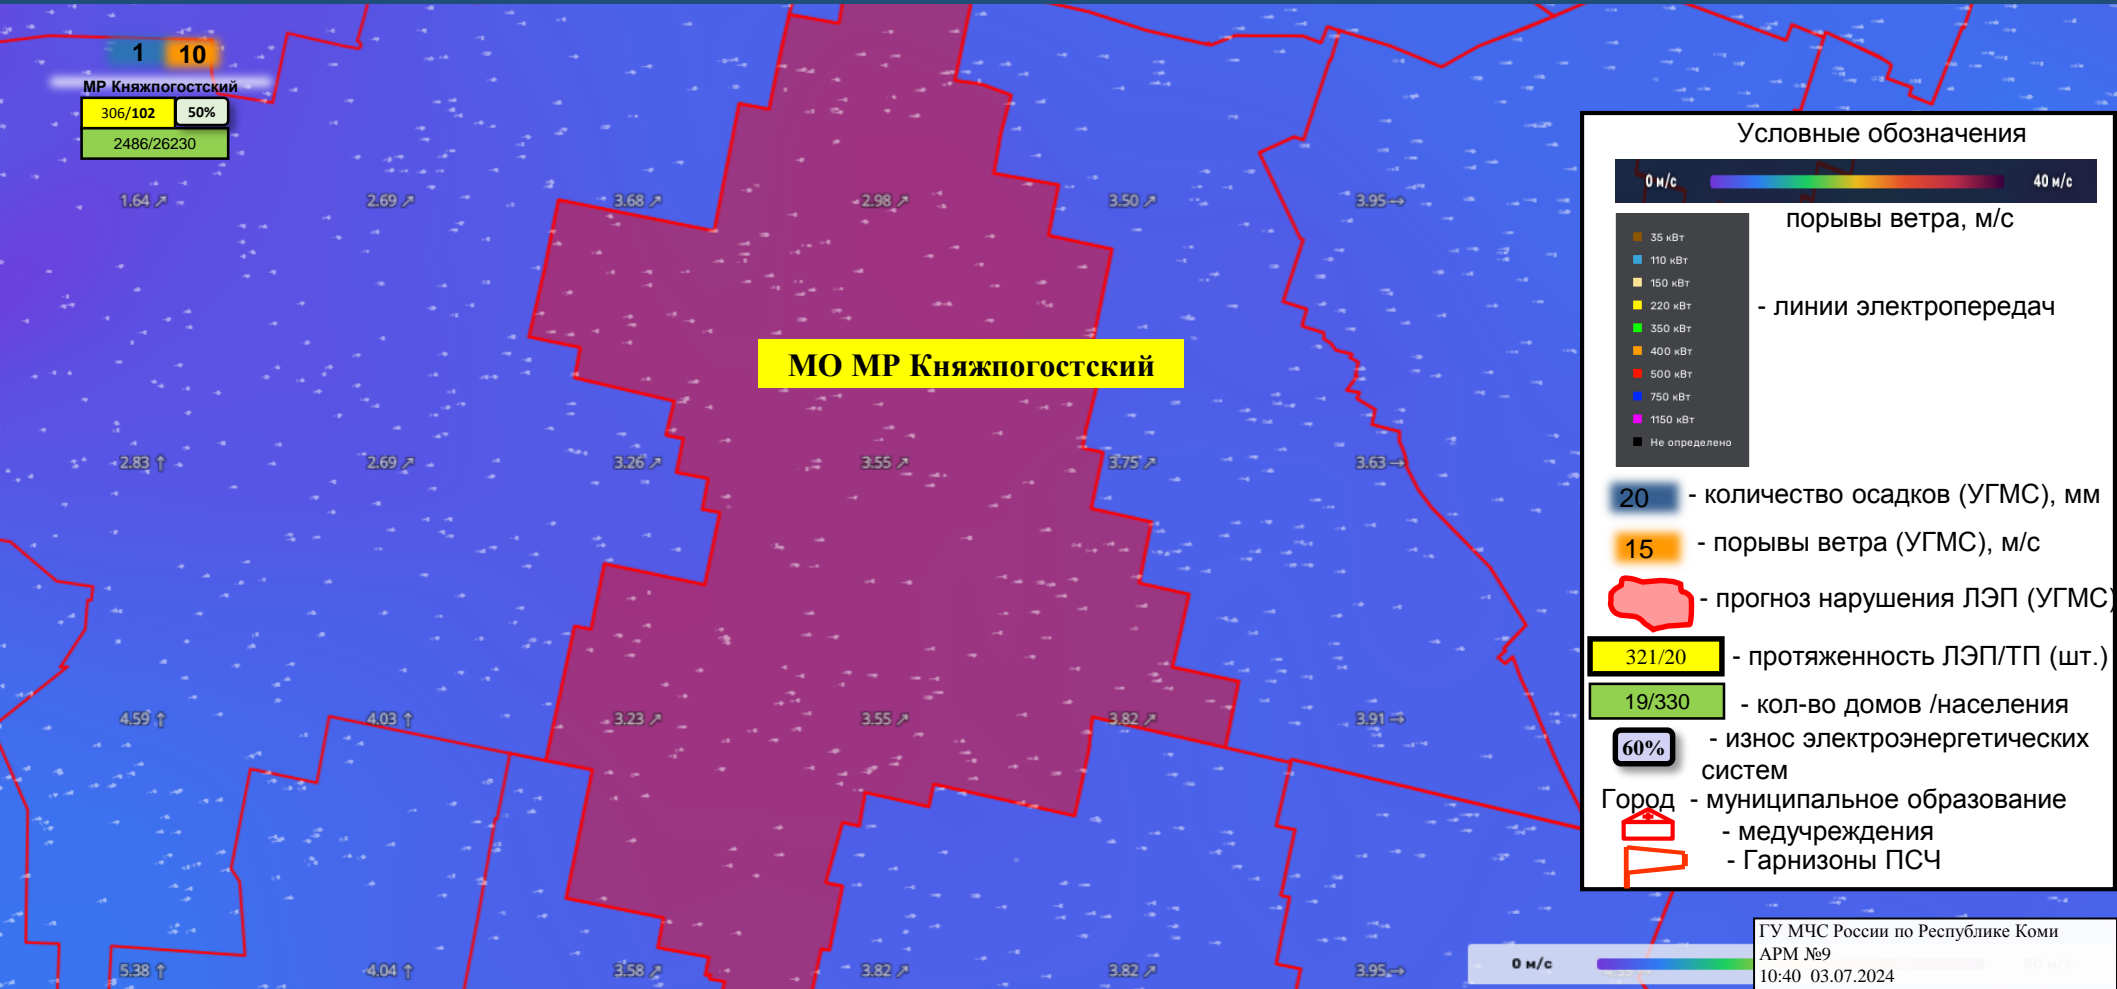 1 10
МР Княжпогостский
306/102 50%
2486/26230
1.64 ↗ 2.69 ↗ 3.68 ↗ 2.98 ↗ 3.50 ↗ 3.95 →
МО МР Княжпогостский
2.83 ↑ 2.69 ↗ 3.26 ↗ 3.55 ↗ 3.75 ↗ 3.63 →
4.59 ↑ 4.03 ↑ 3.23 ↗ 3.55 ↗ 3.82 ↗ 3.91 →
5.38 ↑ 4.04 ↑ 3.58 ↗ 3.82 ↗ 3.82 ↗ 3.95 →
Условные обозначения
0 м/с 40 м/с
порывы ветра, м/с
35 кВт
110 кВт
150 кВт
220 кВт
350 кВт
400 кВт
500 кВт
750 кВт
1150 кВт
Не определено
- линии электропередач
20 - количество осадков (УГМС), мм
15 - порывы ветра (УГМС), м/с
- прогноз нарушения ЛЭП (УГМС)
321/20 - протяженность ЛЭП/ТП (шт.)
19/330 - кол-во домов /населения
60% - износ электроэнергетических
систем
Город - муниципальное образование
- медучреждения
- Гарнизоны ПСЧ
0 м/с
ГУ МЧС России по Республике Коми
АРМ №9
10:40 03.07.2024